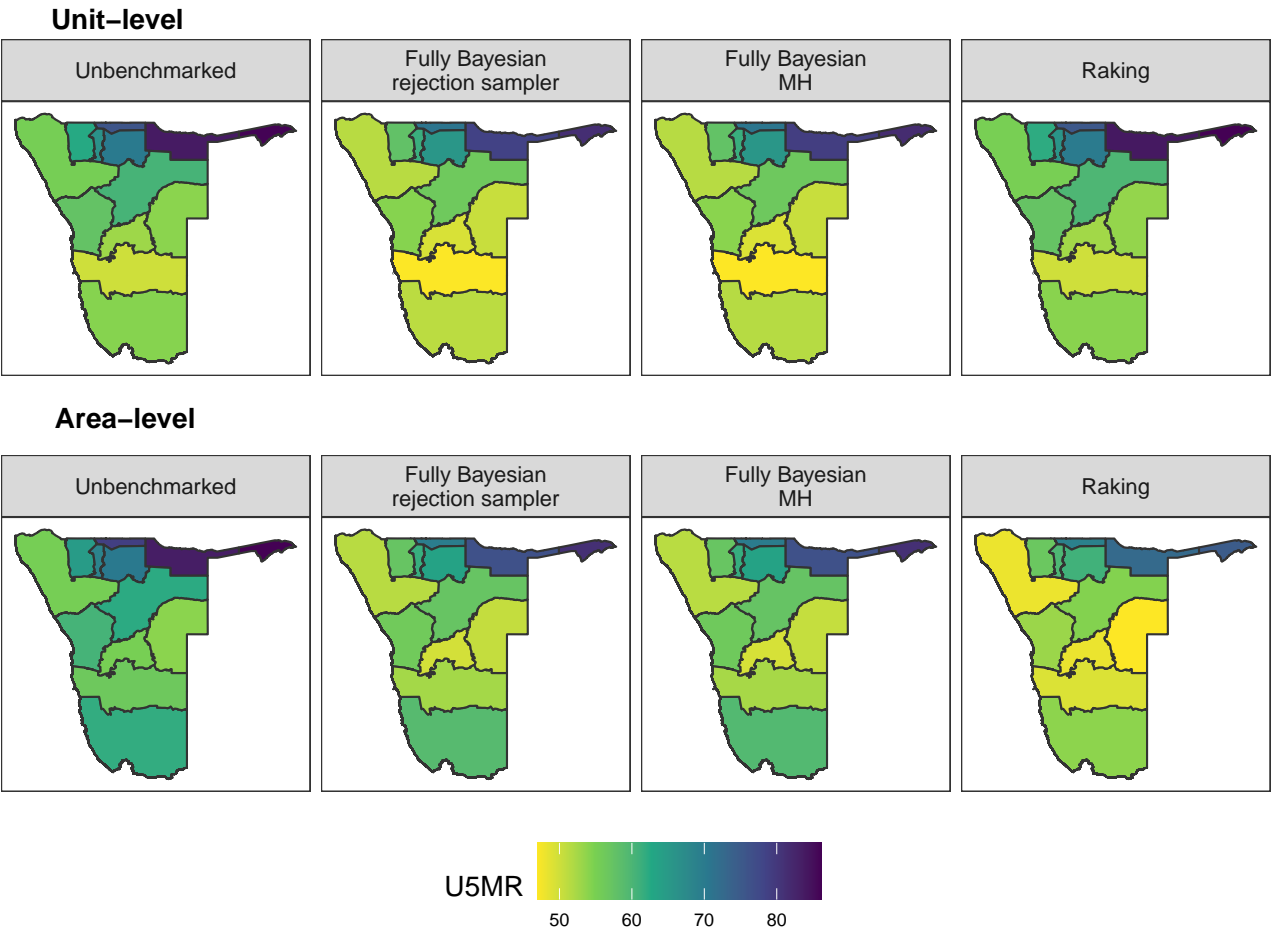 Unit−level
Unbenchmarked
Fully Bayesian
rejection sampler
Fully Bayesian
MH
Raking
Area−level
Unbenchmarked
Fully Bayesian
rejection sampler
Fully Bayesian
MH
Raking
U5MR
50 60 70 80